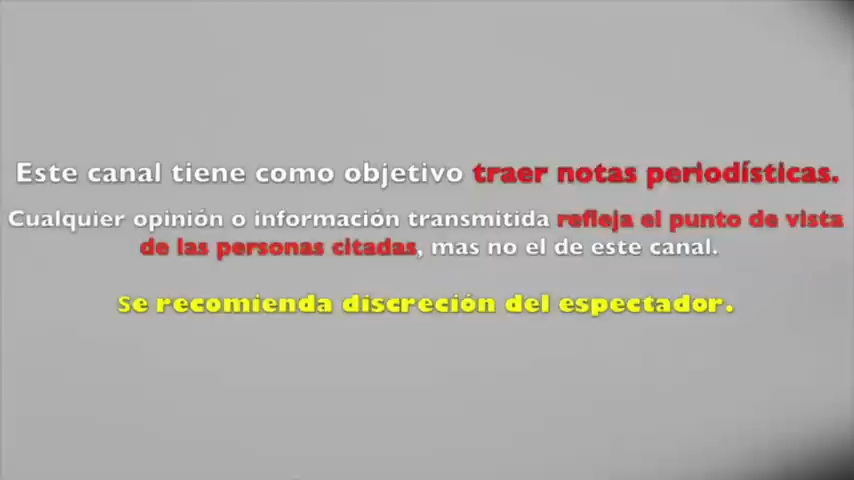 Este canal tiene como objetivo traer notas periodísticas.
Cualquier opinión o información transmitida refleja el punto de vista
de las personas citadas, mas no el de este canal.
Se recomienda discreción del espectador.